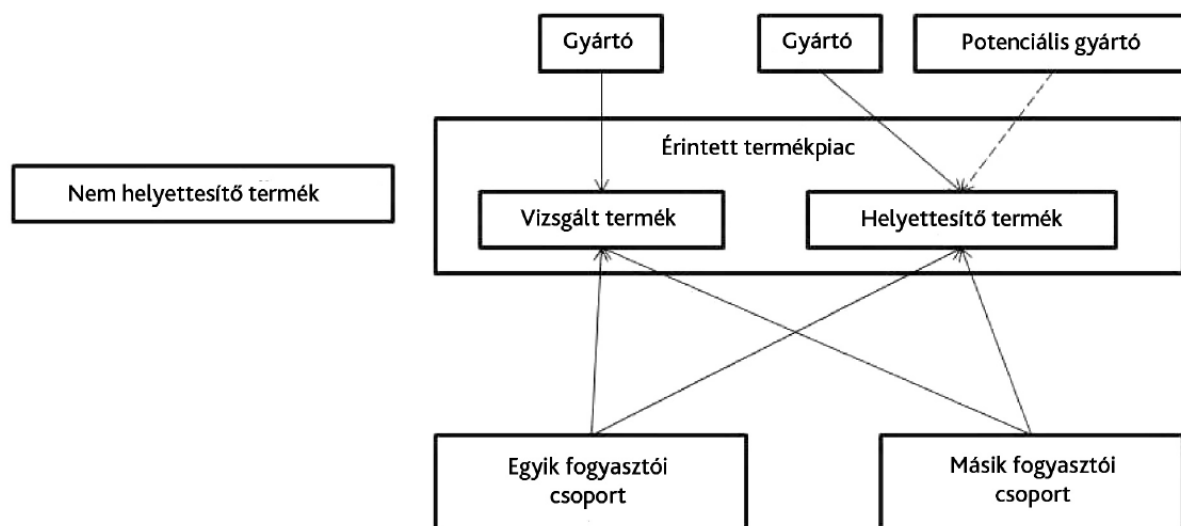 Gyártó
Gyártó
Potenciális gyártó
Érintett termékpiac
Nem helyettesítő termék
Vizsgált termék
Helyettesítő termék
Egyik fogyasztói
csoport
Másik fogyasztói
csoport